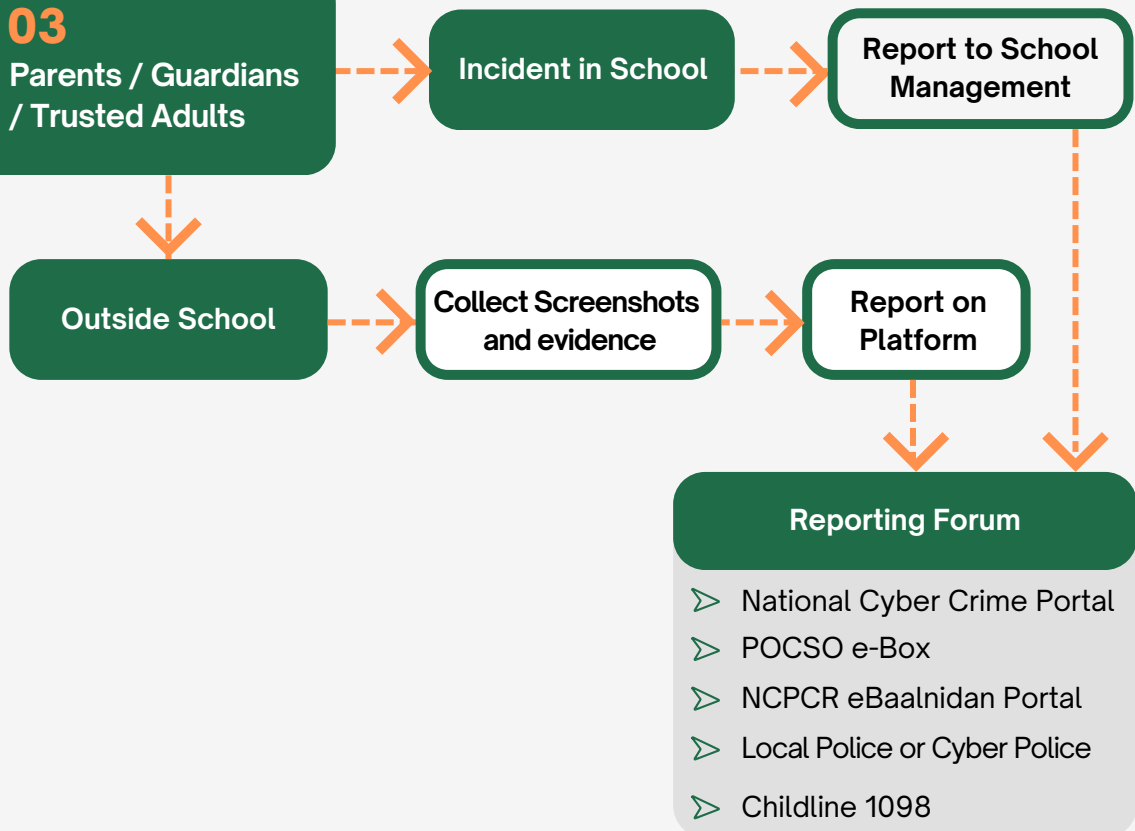 03
Parents / Guardians
/ Trusted Adults
Incident in School
Report to School
Management
Outside School
Collect Screenshots
and evidence
Report on
Platform
Reporting Forum
National Cyber Crime Portal
POCSO e-Box
NCPCR eBaalnidan Portal
Local Police or Cyber Police
Childline 1098